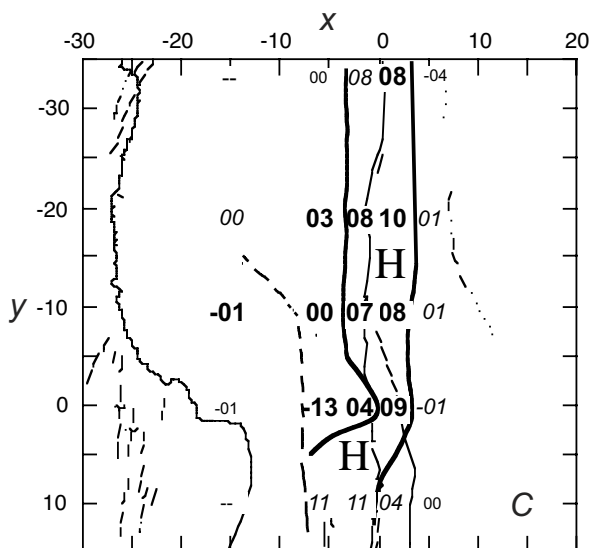 x
-30 -20 -10 0 10 20
-- 00 08 08 -04
-30
-20 00 03 08 10 01
H
y -10 -01 00 07 08 01
0 -01 -13 04 09 -01
H
10 -- 11 11 04 00 C